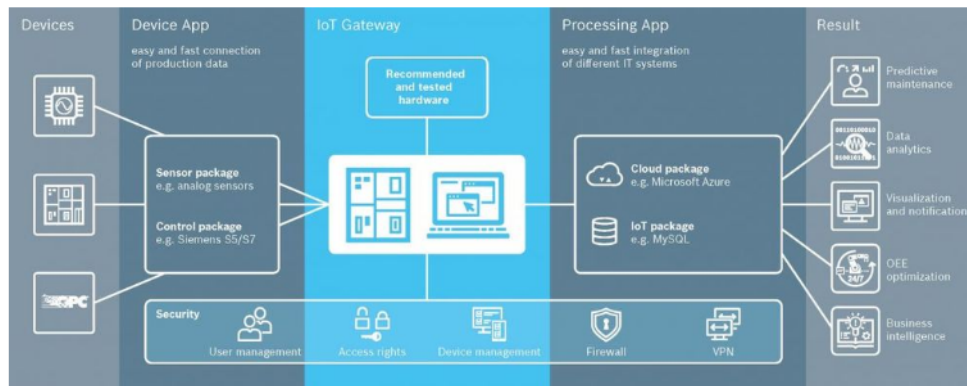 Devices
Device App
easy and fast connection
of production data
IoT Gateway
Processing App
easy and fast integration
of different IT systems
Result
Recommended
and tested
hardware
Sensor package
e.g. analog sensors
Control package
e.g. Siemens S5/S7
OPC
Cloud package
e.g. Microsoft Azure
IoT package
e.g. MySQL
Predictive
maintenance
Data
analytics
Visualization
and notification
24/7
OEE
optimization
Business
intelligence
Security
User management
Access rights
Device management
Firewall
VPN